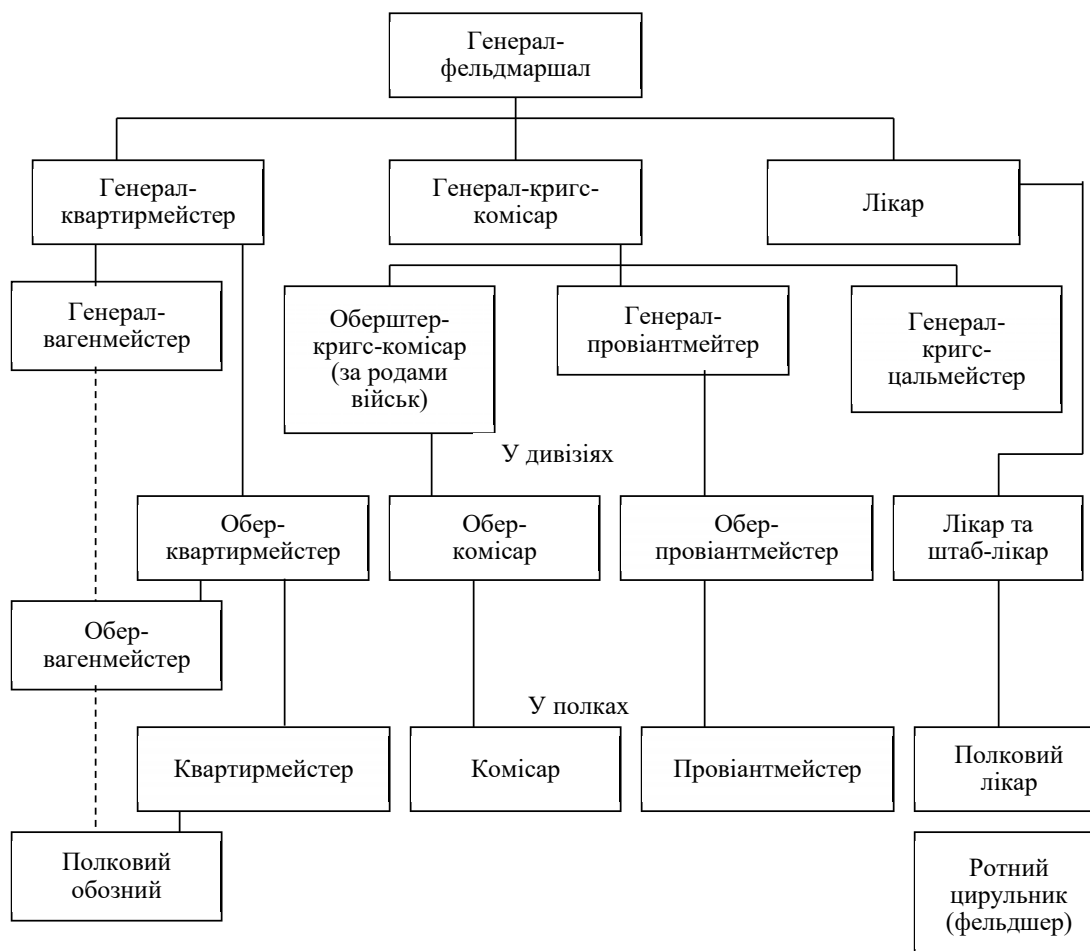 Генерал-
фельдмаршал
Генерал-
квартирмейстер
Генерал-кригс-
комісар
Лікар
Генерал-
вагенмейстер
Оберштер-
кригс-комісар
(за родами
військ)
Генерал-
провіантмейтер
Генерал-
кригс-
цальмейстер
У дивізіях
Обер-
квартирмейстер
Обер-
комісар
Обер-
провіантмейстер
Лікар та
штаб-лікар
Обер-
вагенмейстер
У полках
Квартирмейстер
Комісар
Провіантмейстер
Полковий
лікар
Полковий
обозний
Ротний
цирульник
(фельдшер)